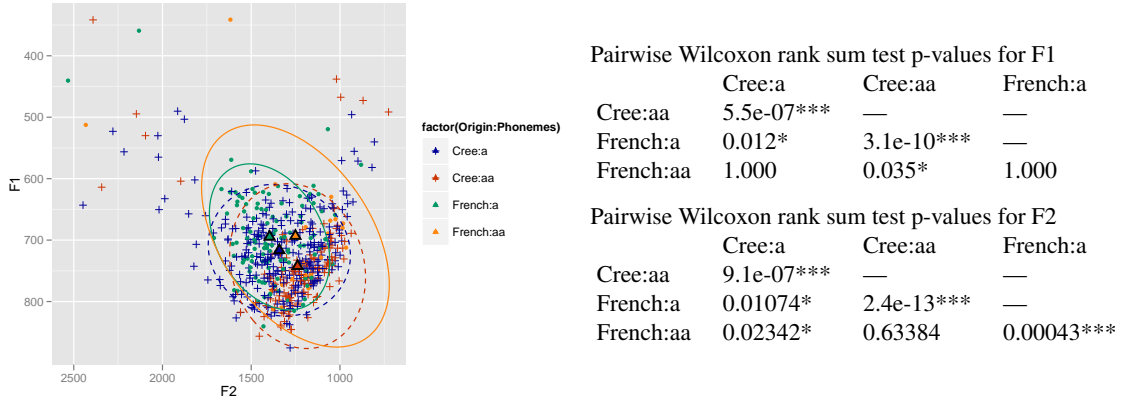 400
500
600
700
800
F1
2500
2000
1500
1000
F2
factor(Origin:Phonemes)
Cree:a
Cree:aa
French:a
French:aa
Pairwise Wilcoxon rank sum test p-values for F1
Cree:a Cree:aa French:a
Cree:aa 5.5e-07*** — —
French:a 0.012* 3.1e-10*** —
French:aa 1.000 0.035* 1.000
Pairwise Wilcoxon rank sum test p-values for F2
Cree:a Cree:aa French:a
Cree:aa 9.1e-07*** — —
French:a 0.01074* 2.4e-13*** —
French:aa 0.02342* 0.63384 0.00043***